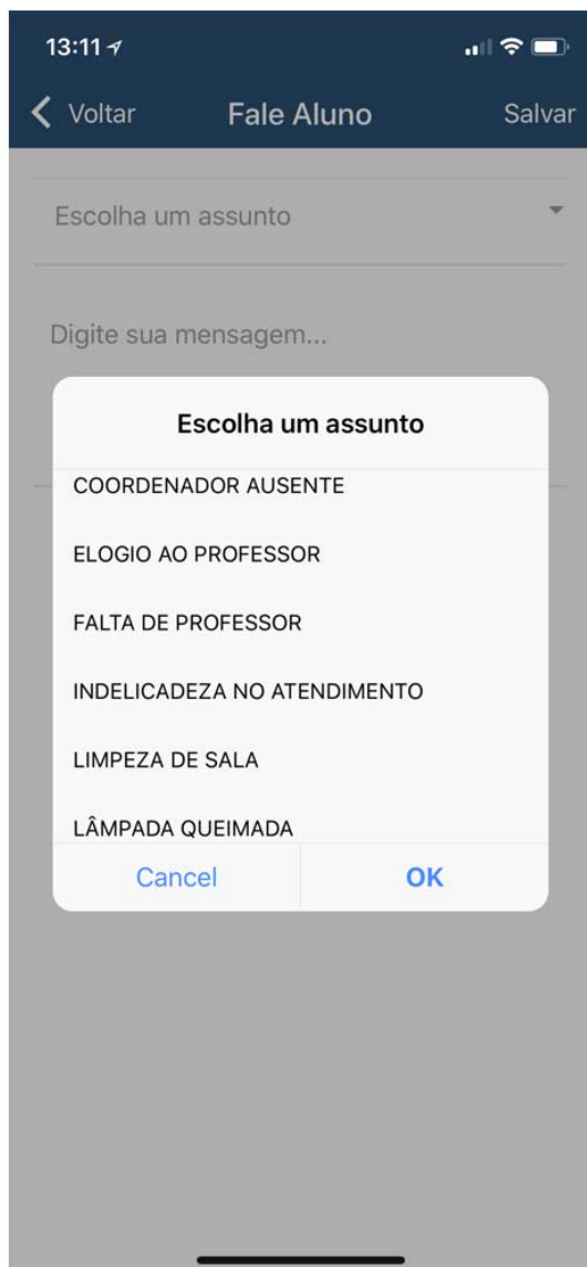 13:11
Voltar Fale Aluno Salvar
Escolha um assunto
Digite sua mensagem...
Escolha um assunto
COORDENADOR AUSENTE
ELOGIO AO PROFESSOR
FALTA DE PROFESSOR
INDELICADEZA NO ATENDIMENTO
LIMPEZA DE SALA
LÂMPADA QUEIMADA
Cancel OK